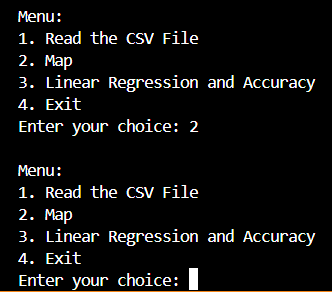 Menu:
1. Read the CSV File
2. Map
3. Linear Regression and Accuracy
4. Exit
Enter your choice: 2

Menu:
1. Read the CSV File
2. Map
3. Linear Regression and Accuracy
4. Exit
Enter your choice: